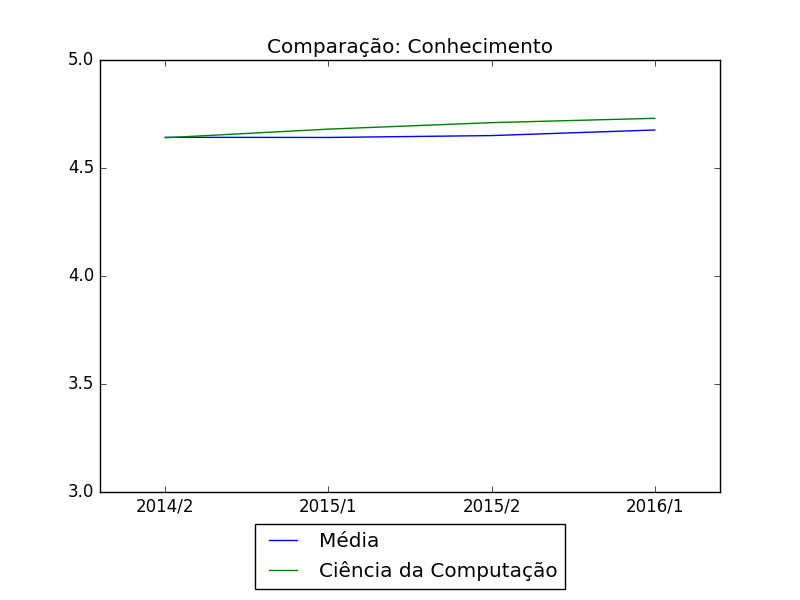 Comparação: Conhecimento
5.0
4.5
4.0
3.5
3.0
2014/2 2015/1 2015/2 2016/1
Média
Ciência da Computação